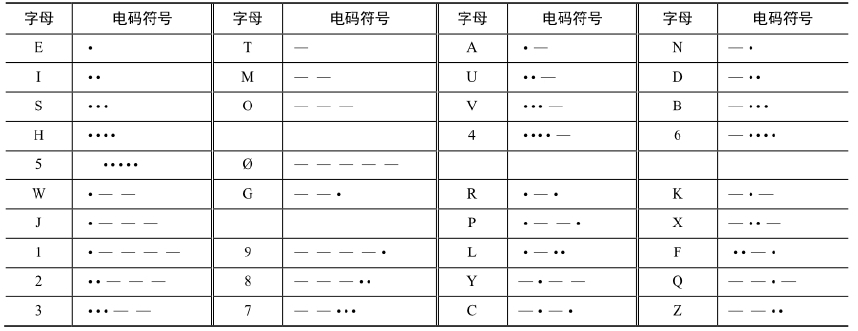 字母 电码符号 字母 电码符号 字母 电码符号 字母 电码符号
E • T — A •— N —•
I •• M —— U ••— D —••
S ••• O ——— V •••— B —•••
H •••• 4 ••••— 6 —••••
5 ••••• Ø —————
W •—— G ——• R •—• K —•—
J •——— P •——• X —••—
1 •———— 9 ————• L •—•• F ••—•
2 ••——— 8 ———•• Y —•—— Q ——•—
3 •••—— 7 ——••• C —•—• Z ——••